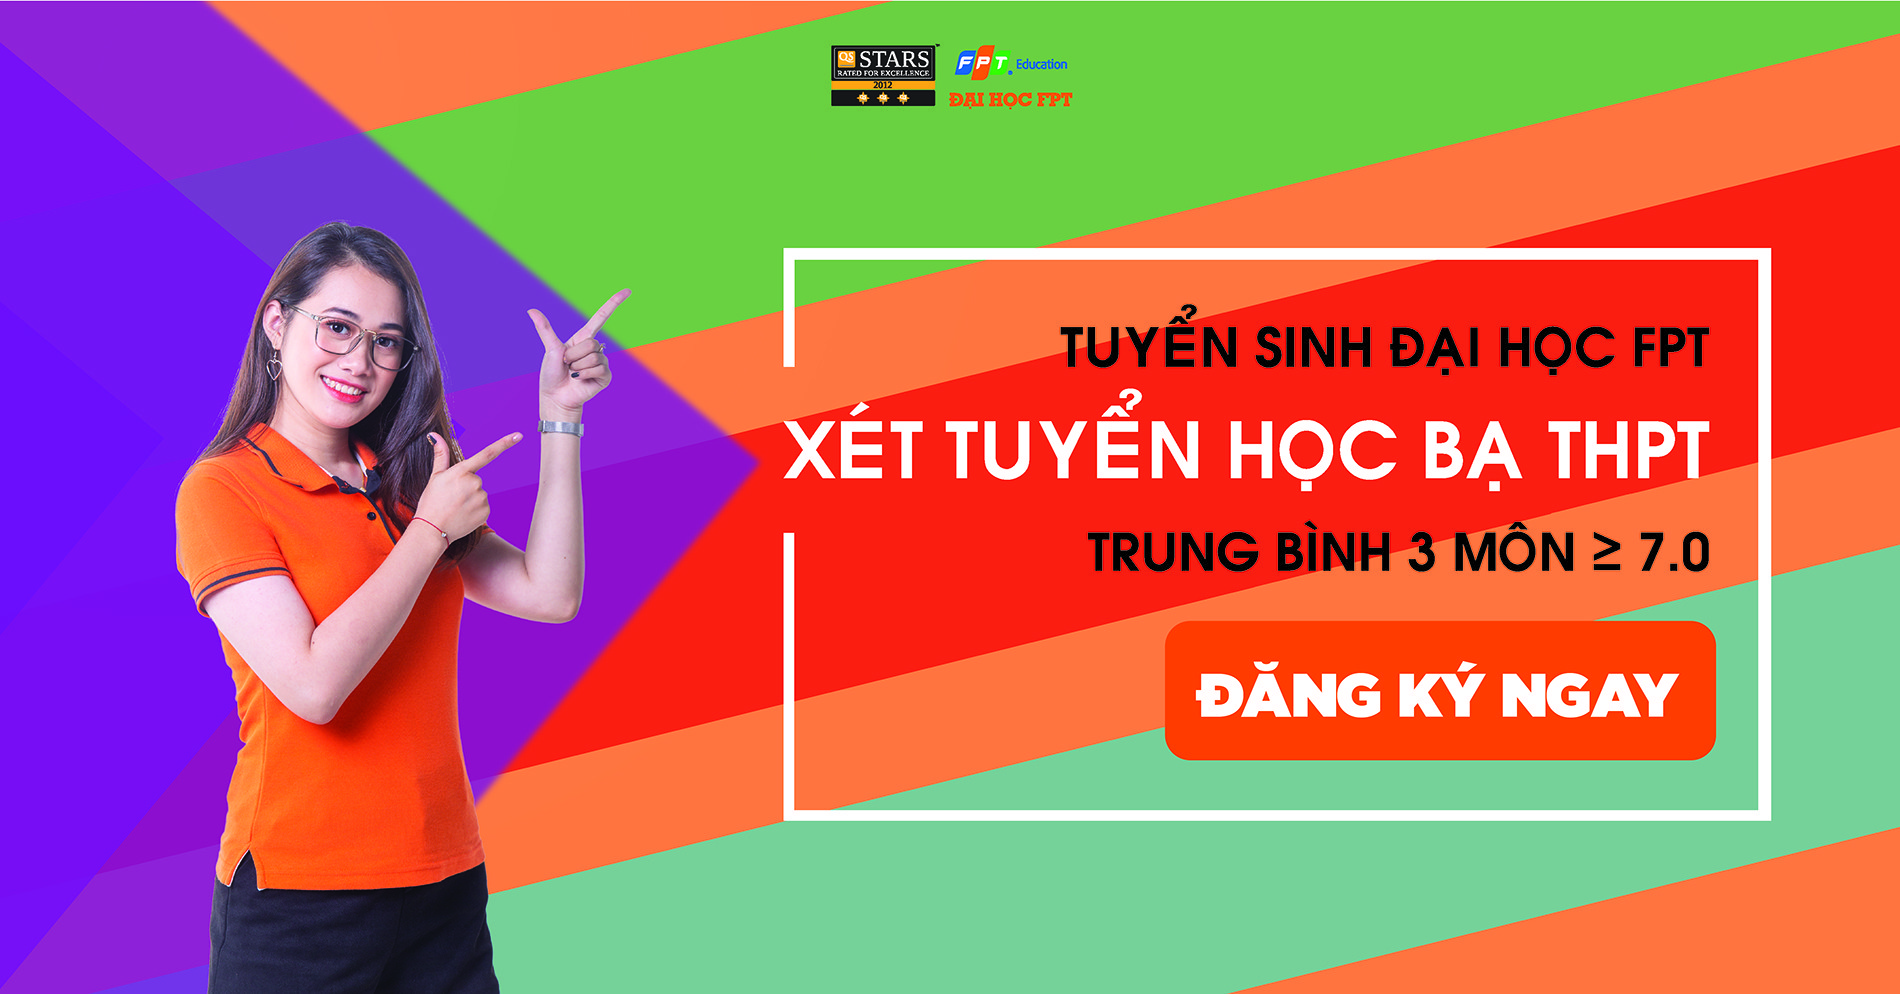 QS STARS™
RATED FOR EXCELLENCE
2012
FPT. Education
ĐẠI HỌC FPT
TUYỂN SINH ĐẠI HỌC FPT
XÉT TUYỂN HỌC BẠ THPT
TRUNG BÌNH 3 MÔN ≥ 7.0
ĐĂNG KÝ NGAY